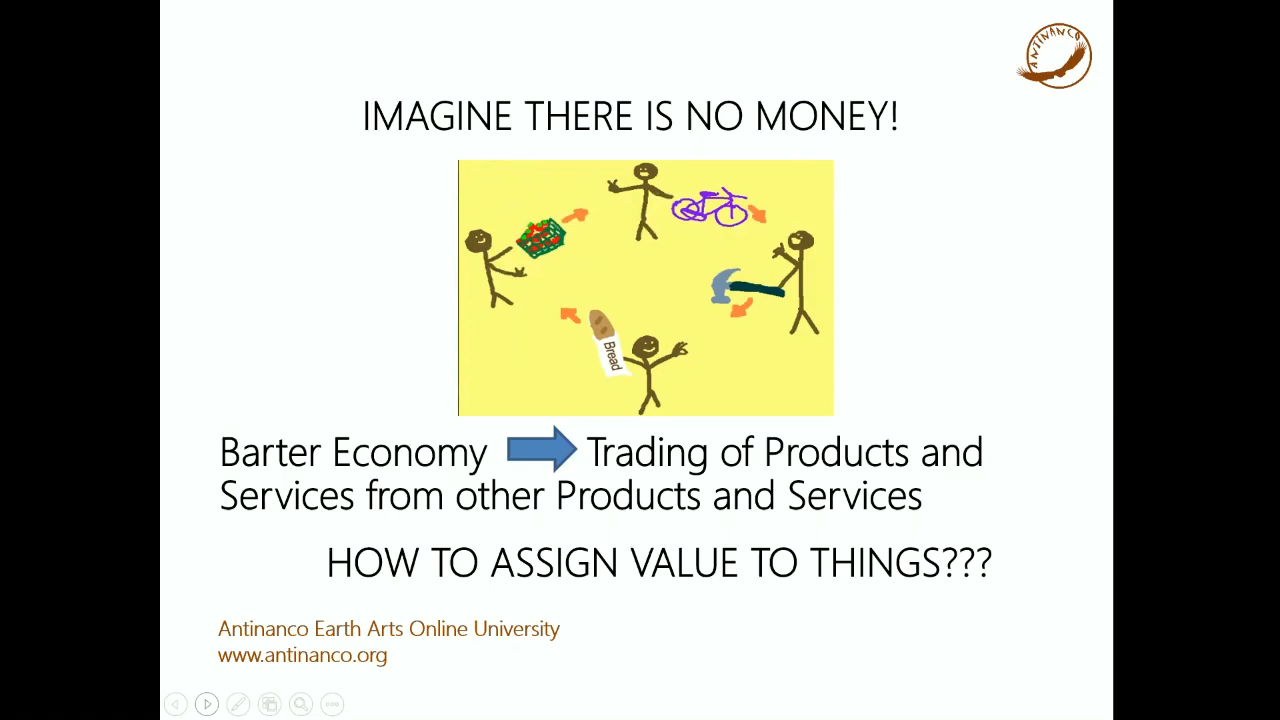 ANTINANCO
IMAGINE THERE IS NO MONEY!
Bread
Barter Economy Trading of Products and
Services from other Products and Services
HOW TO ASSIGN VALUE TO THINGS???
Antinanco Earth Arts Online University
www.antinanco.org